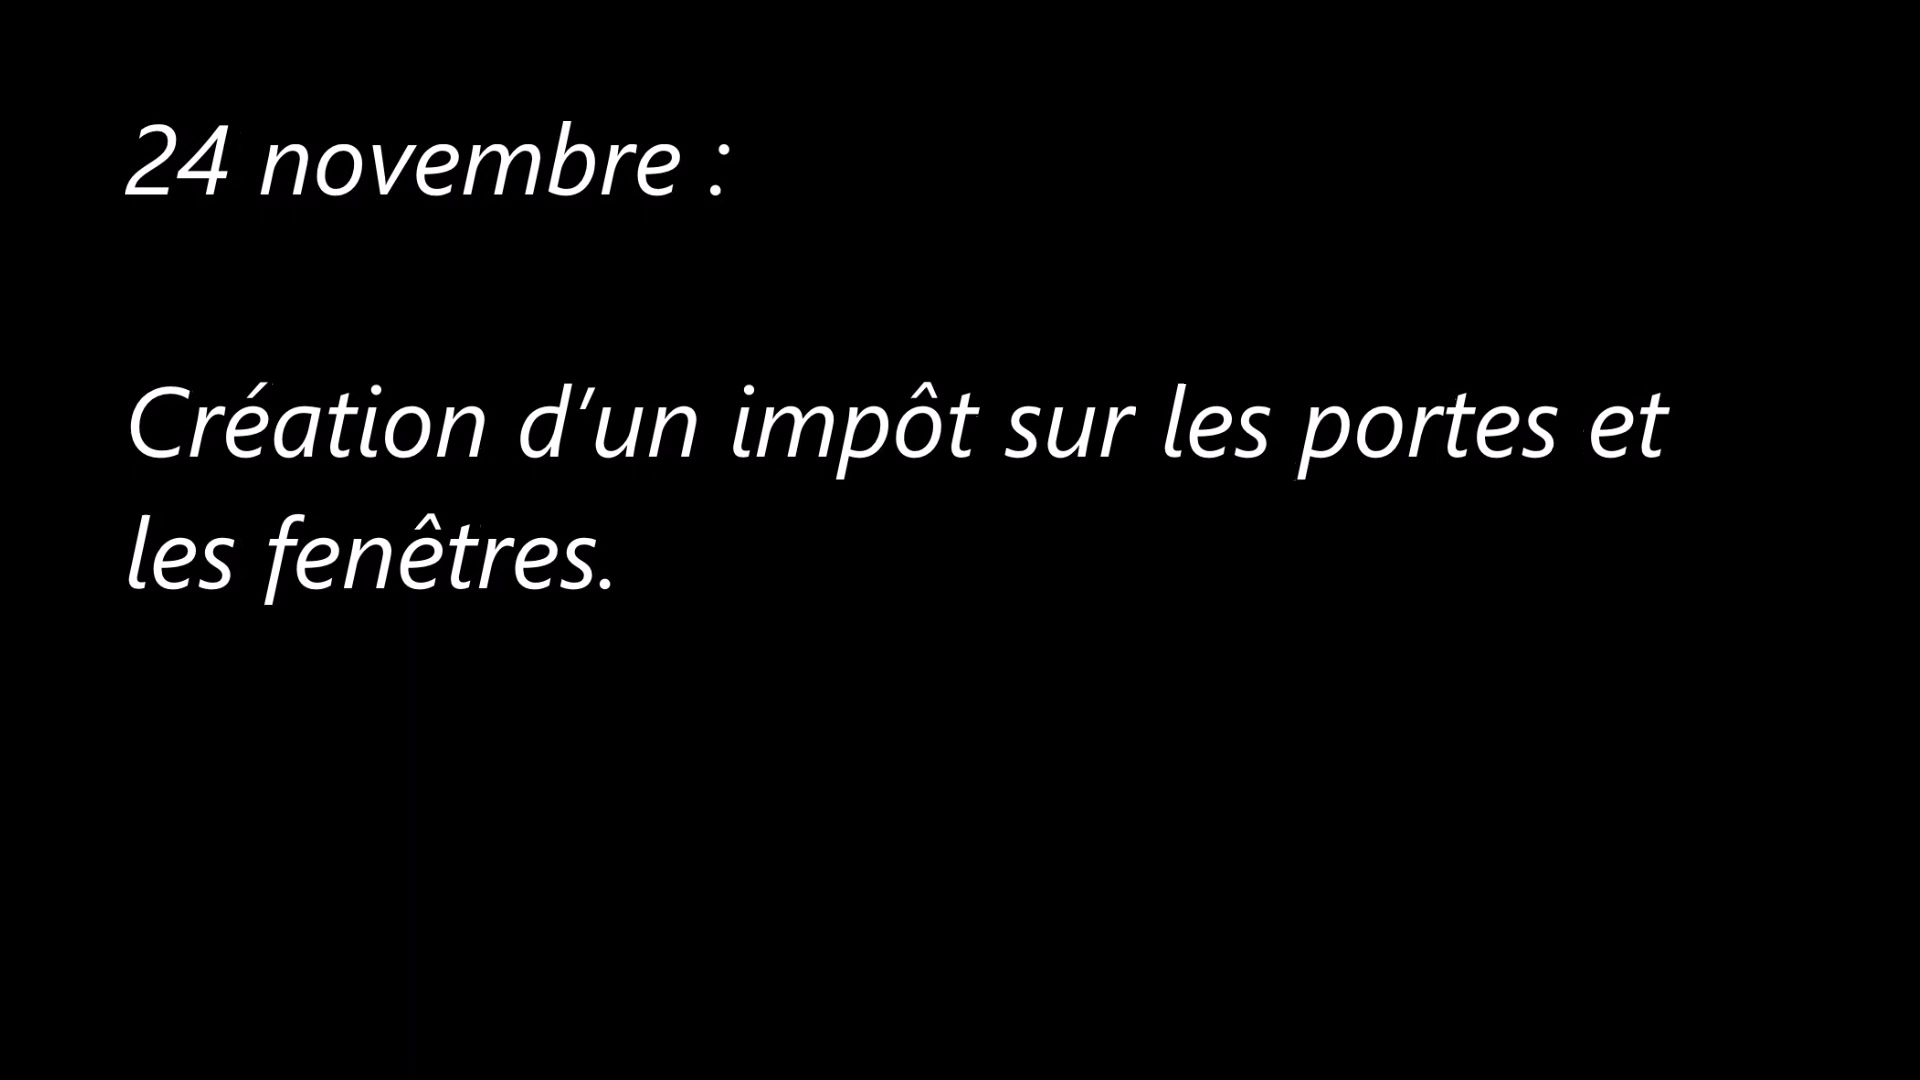 24 novembre :
Création d’un impôt sur les portes et
les fenêtres.